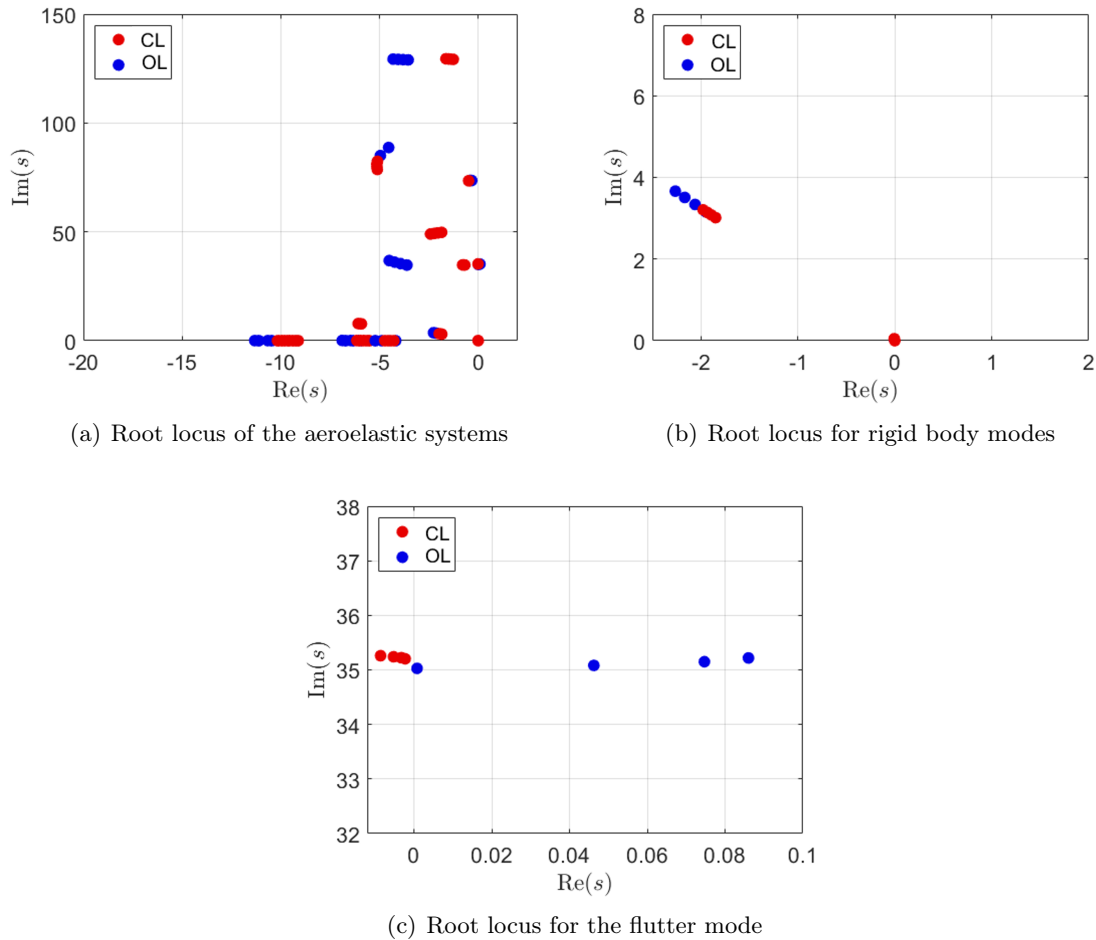 150
100
50
0
Im(s)
CL
OL
-20
-15
-10
-5
0
Re(s)
(a) Root locus of the aeroelastic systems
8
6
4
2
0
Im(s)
CL
OL
-2
-1
0
1
2
Re(s)
(b) Root locus for rigid body modes
38
37
36
35
34
33
32
Im(s)
CL
OL
0
0.02
0.04
0.06
0.08
0.1
Re(s)
(c) Root locus for the flutter mode